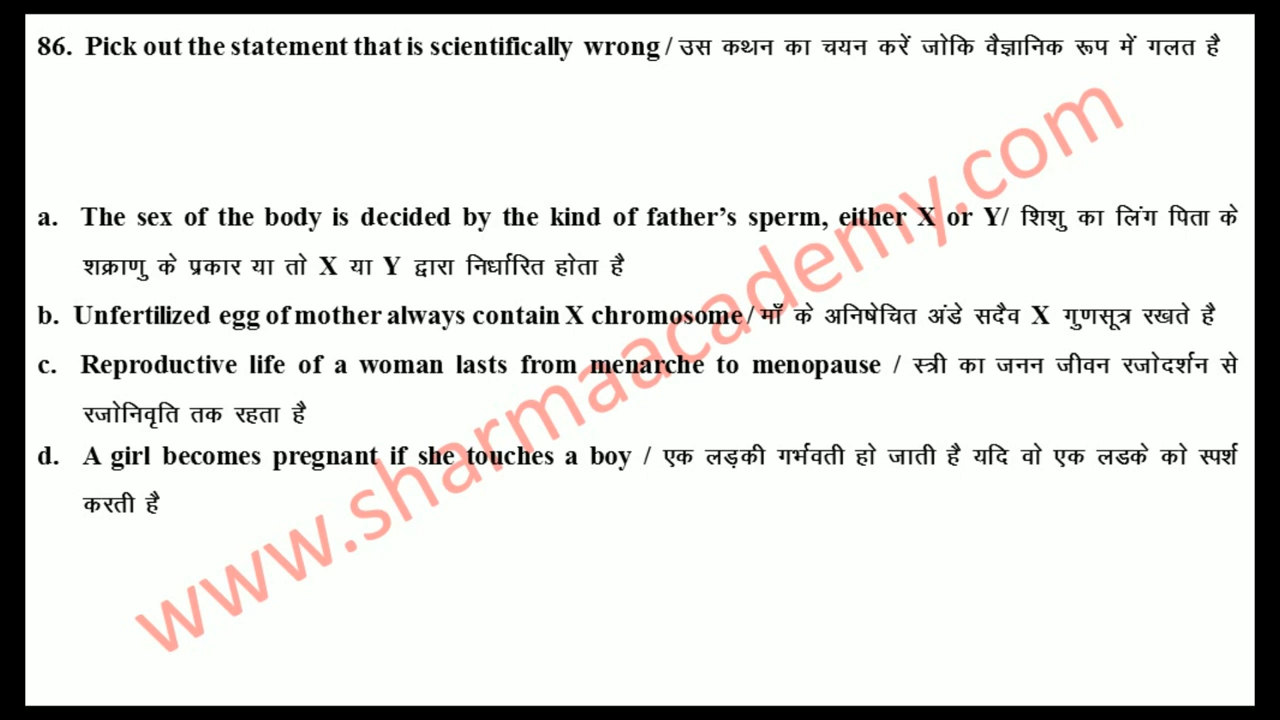 86. Pick out the statement that is scientifically wrong / उस कथन का चयन करें जोकि वैज्ञानिक रूप में गलत है
a. The sex of the body is decided by the kind of father’s sperm, either X or Y/ शिशु का लिंग पिता के
शक्राणु के प्रकार या तो X या Y द्वारा निर्धारित होता है
b. Unfertilized egg of mother always contain X chromosome / माँ के अनिषेचित अंडे सदैव X गुणसूत्र रखते है
c. Reproductive life of a woman lasts from menarche to menopause / स्त्री का जनन जीवन रजोदर्शन से
रजोनिवृति तक रहता है
d. A girl becomes pregnant if she touches a boy / एक लड़की गर्भवती हो जाती है यदि वो एक लडके को स्पर्श
करती है
www.sharmaacademy.com